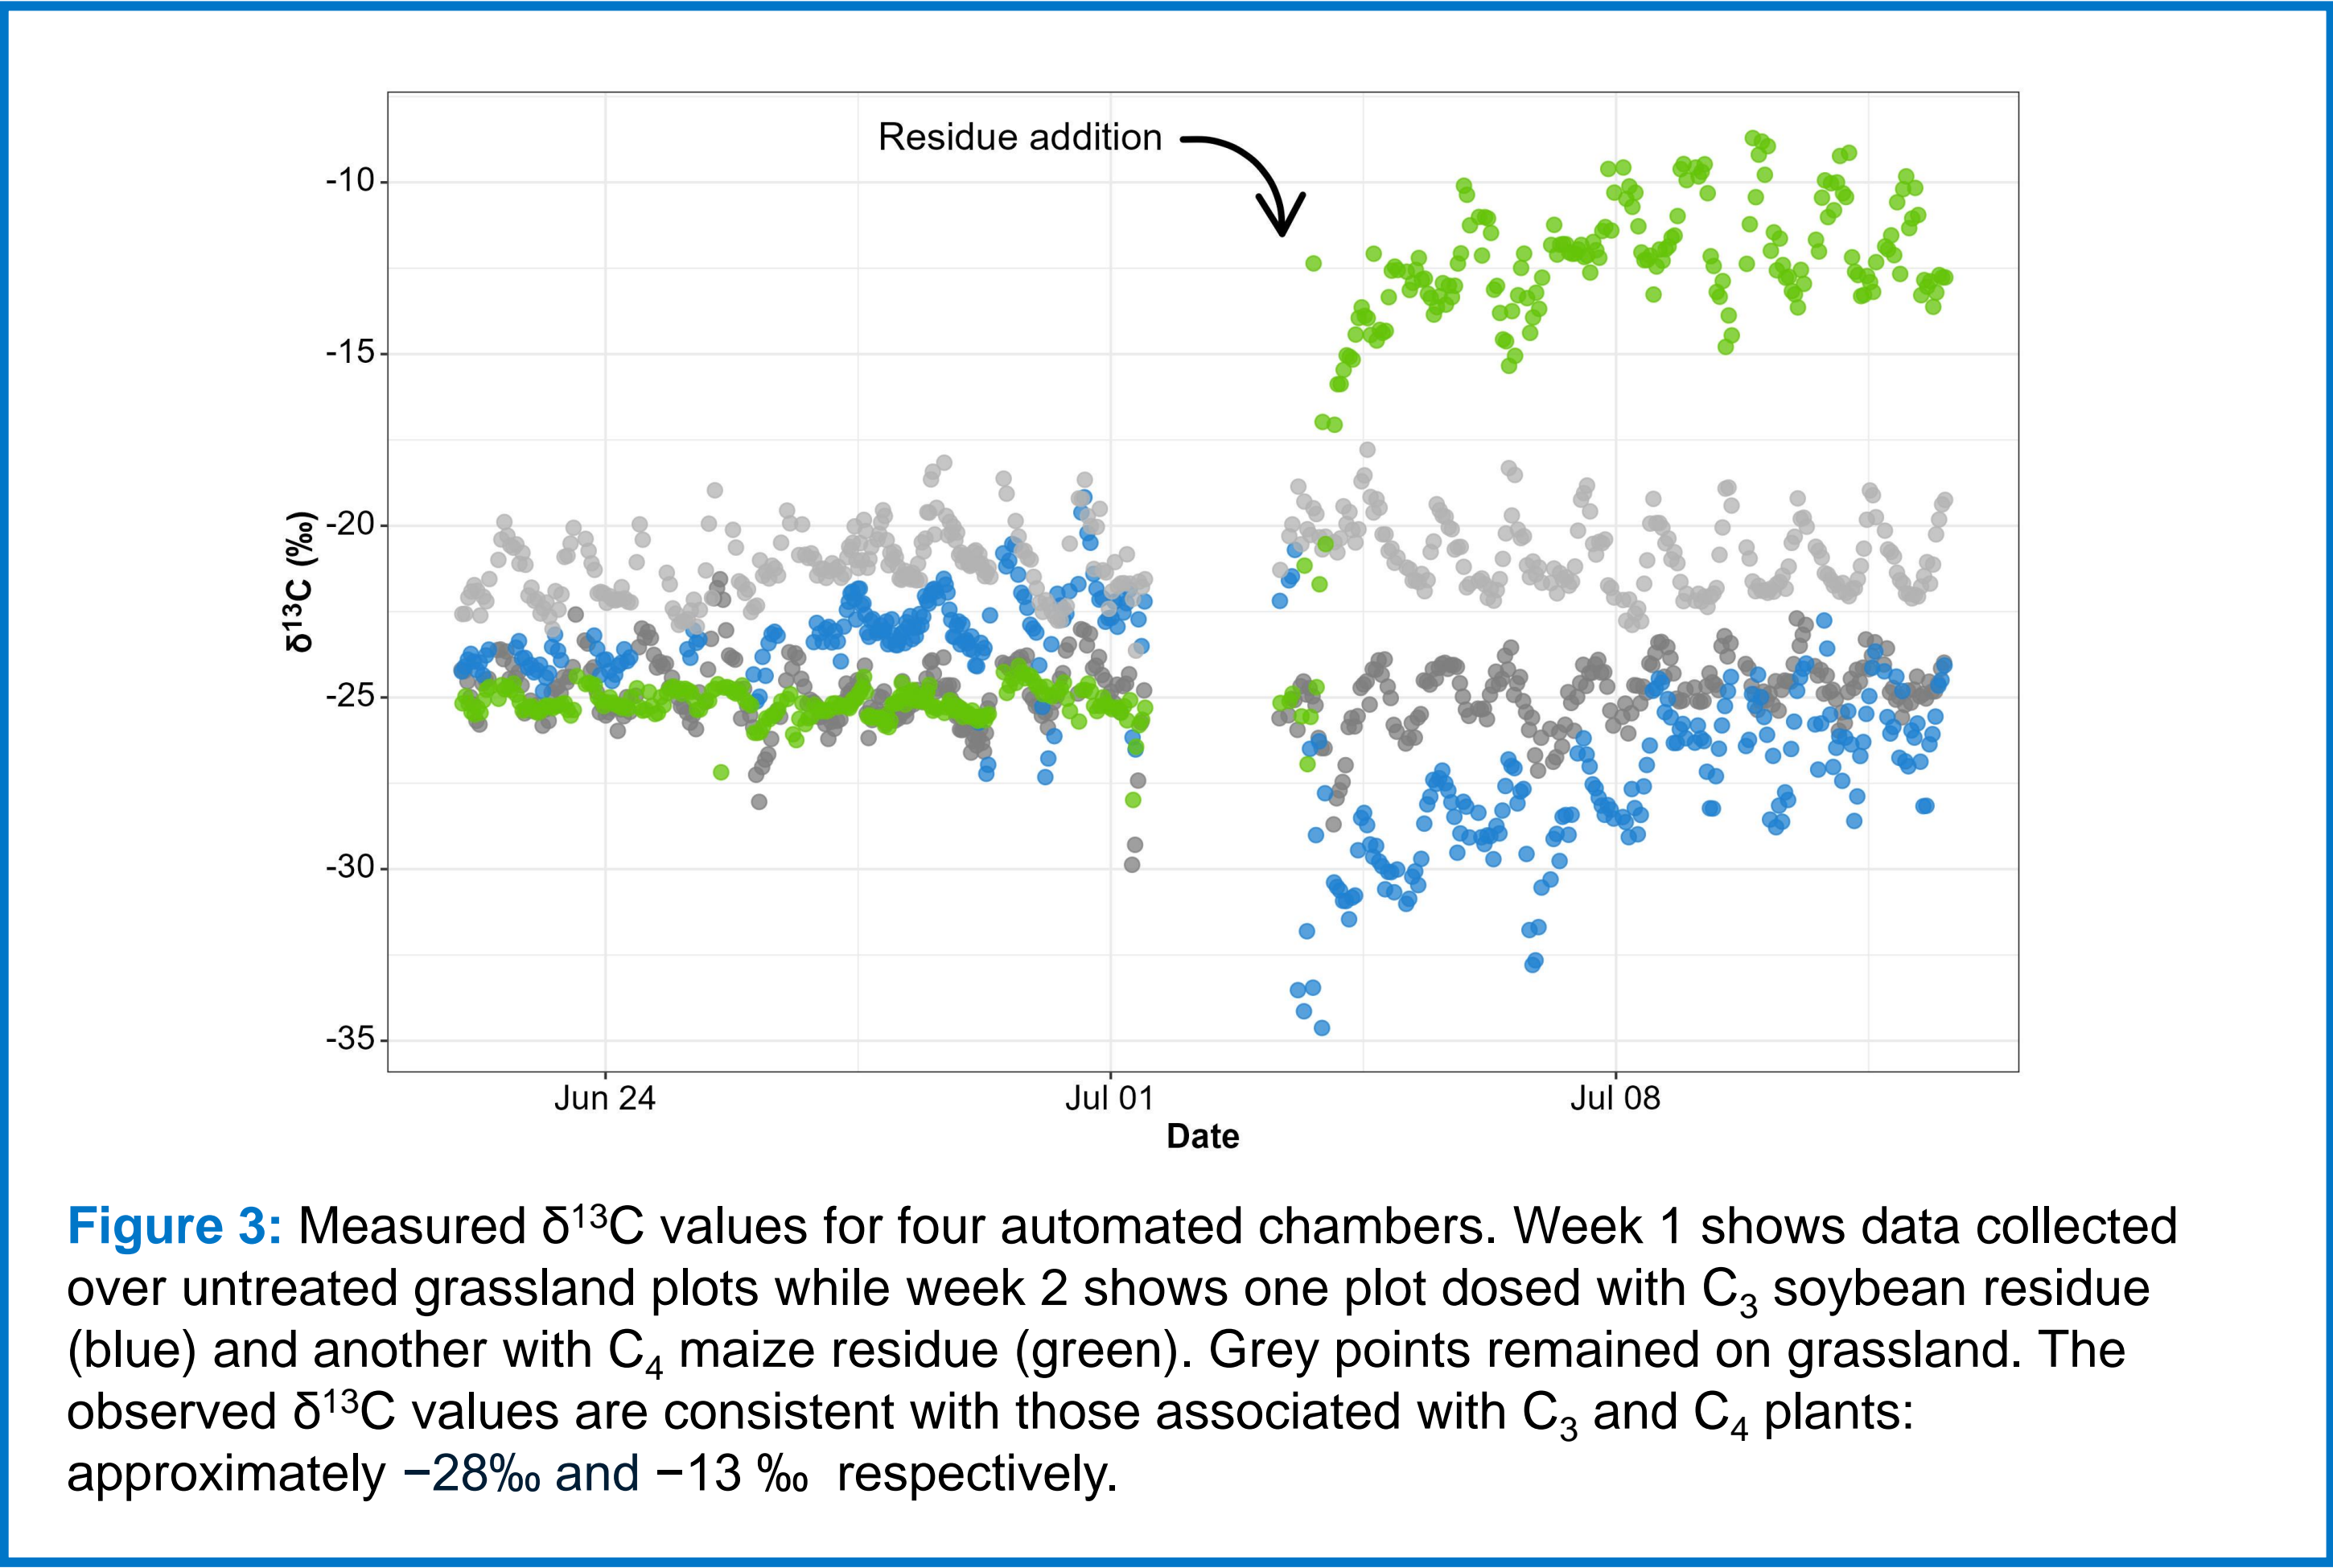 Residue addition
-10
-15
-20
-25
-30
-35
δ¹³C (‰)
Jun 24 Jul 01 Jul 08
Date
Figure 3: Measured δ¹³C values for four automated chambers. Week 1 shows data collected
over untreated grassland plots while week 2 shows one plot dosed with C₃ soybean residue
(blue) and another with C₄ maize residue (green). Grey points remained on grassland. The
observed δ¹³C values are consistent with those associated with C₃ and C₄ plants:
approximately −28‰ and −13 ‰ respectively.